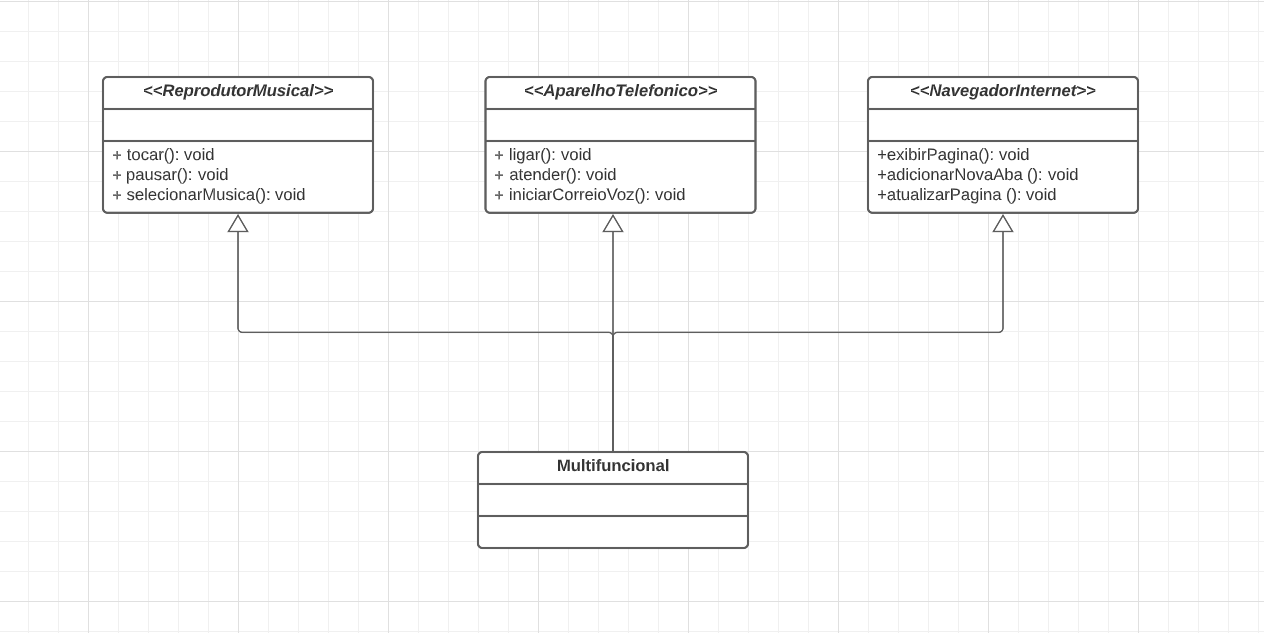 <<ReprodutorMusical>>
+ tocar(): void
+ pausar(): void
+ selecionarMusica(): void
<<AparelhoTelefonico>>
+ ligar(): void
+ atender(): void
+ iniciarCorreioVoz(): void
<<NavegadorInternet>>
+exibirPagina(): void
+adicionarNovaAba (): void
+atualizarPagina (): void
Multifuncional